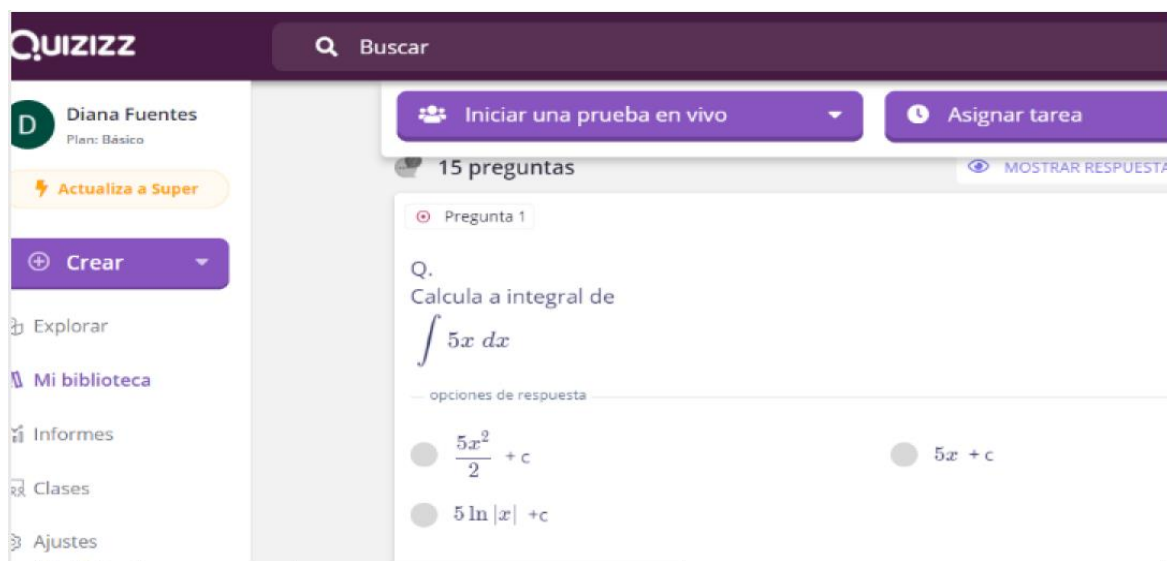 QUIZIZZ
Buscar
D
Diana Fuentes
Plan: Básico
Actualiza a Super
Crear
Explorar
Mi biblioteca
Informes
Clases
Ajustes
Iniciar una prueba en vivo
Asignar tarea
15 preguntas
MOSTRAR RESPUESTA
Pregunta 1
Q.
Calcula a integral de
∫ 5x dx
opciones de respuesta
5x²/2 + c
5x + c
5 ln |x| +c